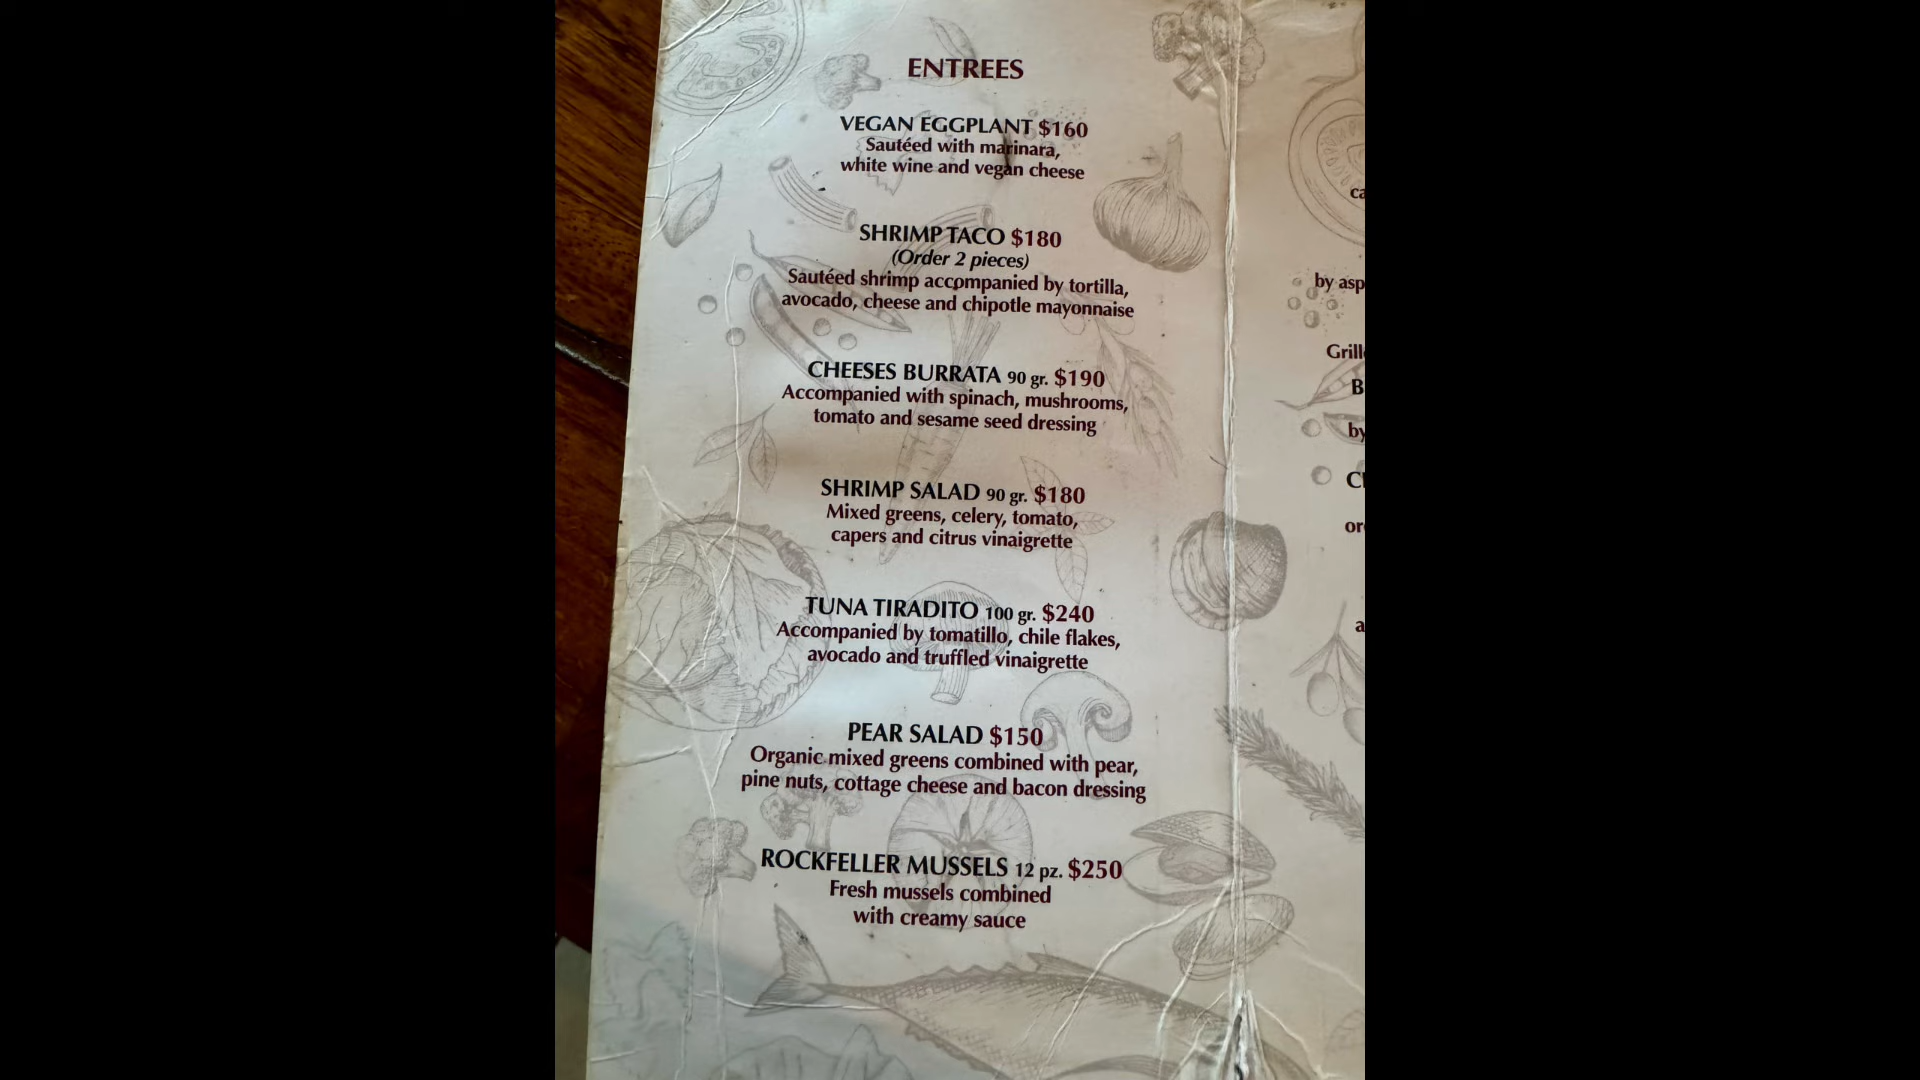 ENTREES
VEGAN EGGPLANT $160
Sautéed with marinara,
white wine and vegan cheese
SHRIMP TACO $180
(Order 2 pieces)
Sautéed shrimp accompanied by tortilla,
avocado, cheese and chipotle mayonnaise
CHEESES BURRATA 90 gr. $190
Accompanied with spinach, mushrooms,
tomato and sesame seed dressing
SHRIMP SALAD 90 gr. $180
Mixed greens, celery, tomato,
capers and citrus vinaigrette
TUNA TIRADITO 100 gr. $240
Accompanied by tomatillo, chile flakes,
avocado and truffled vinaigrette
PEAR SALAD $150
Organic mixed greens combined with pear,
pine nuts, cottage cheese and bacon dressing
ROCKFELLER MUSSELS 12 pz. $250
Fresh mussels combined
with creamy sauce
by
by